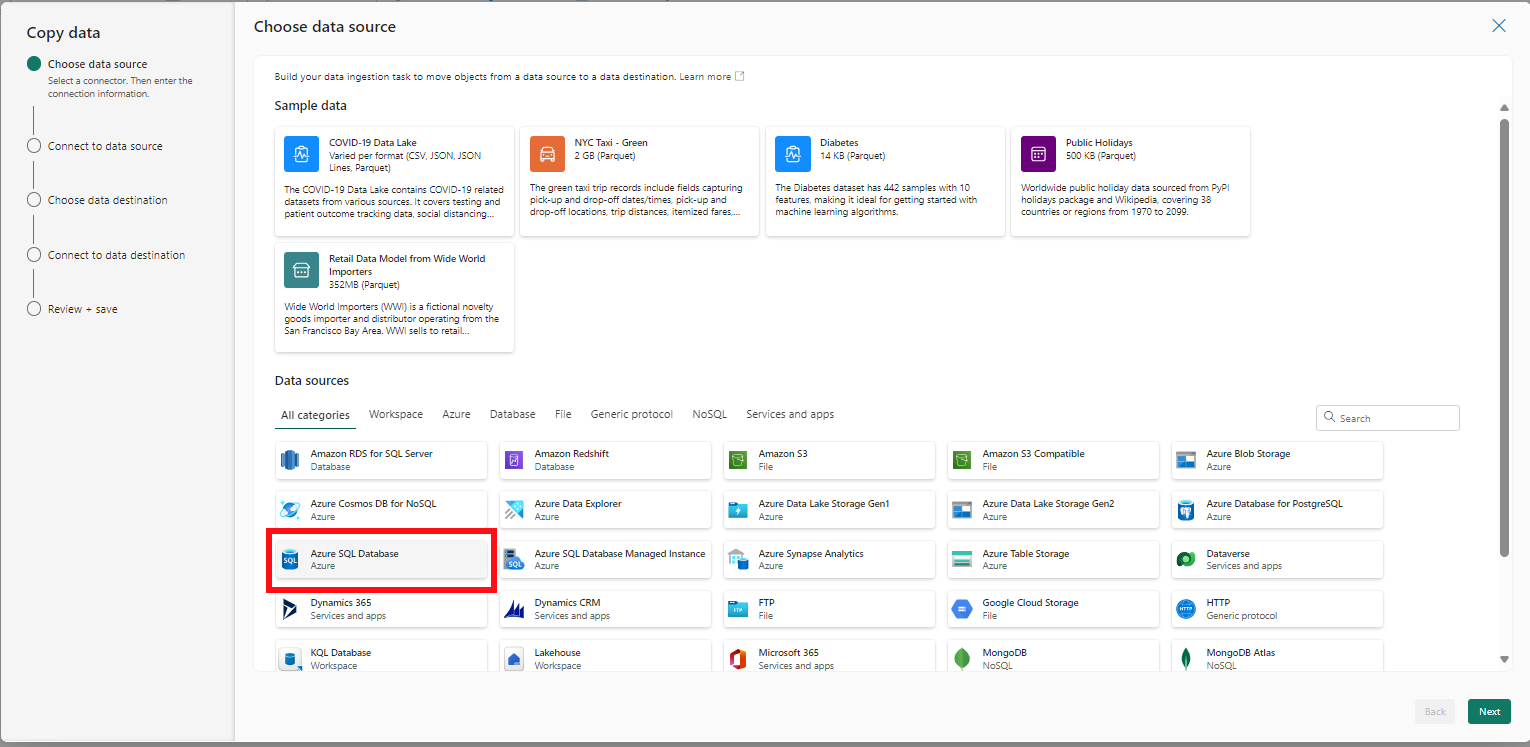 Copy data
Choose data source
Select a connector. Then enter the
connection information.
Connect to data source
Choose data destination
Connect to data destination
Review + save
Choose data source
Build your data ingestion task to move objects from a data source to a data destination. Learn more
Sample data
COVID-19 Data Lake
Varied per format (CSV, JSON, JSON
Lines, Parquet)
The COVID-19 Data Lake contains COVID-19 related
datasets from various sources. It covers testing and
patient outcome tracking data, social distancing...
NYC Taxi - Green
2 GB (Parquet)
The green taxi trip records include fields capturing
pick-up and drop-off dates/times, pick-up and
drop-off locations, trip distances, itemized fares,...
Diabetes
14 KB (Parquet)
The Diabetes dataset has 442 samples with 10
features, making it ideal for getting started with
machine learning algorithms.
Public Holidays
500 KB (Parquet)
Worldwide public holiday data sourced from PyPI
holidays package and Wikipedia, covering 38
countries or regions from 1970 to 2099.
Retail Data Model from Wide World
Importers
352MB (Parquet)
Wide World Importers (WWI) is a fictional novelty
goods importer and distributor operating from the
San Francisco Bay Area. WWI sells to retail...
Data sources
All categories
Workspace
Azure
Database
File
Generic protocol
NoSQL
Services and apps
Search
Amazon RDS for SQL Server
Database
Amazon Redshift
Database
Amazon S3
File
Amazon S3 Compatible
File
Azure Blob Storage
Azure
Azure Cosmos DB for NoSQL
Azure
Azure Data Explorer
Azure
Azure Data Lake Storage Gen1
Azure
Azure Data Lake Storage Gen2
Azure
Azure Database for PostgreSQL
Azure
SQL
Azure SQL Database
Azure
SQL
Azure SQL Database Managed Instance
Azure
Azure Synapse Analytics
Azure
Azure Table Storage
Azure
Dataverse
Services and apps
Dynamics 365
Services and apps
Dynamics CRM
Services and apps
FTP
FTP
File
Google Cloud Storage
File
HTTP
HTTP
Generic protocol
KQL Database
Workspace
Lakehouse
Workspace
Microsoft 365
Services and apps
MongoDB
NoSQL
MongoDB Atlas
NoSQL
Back
Next